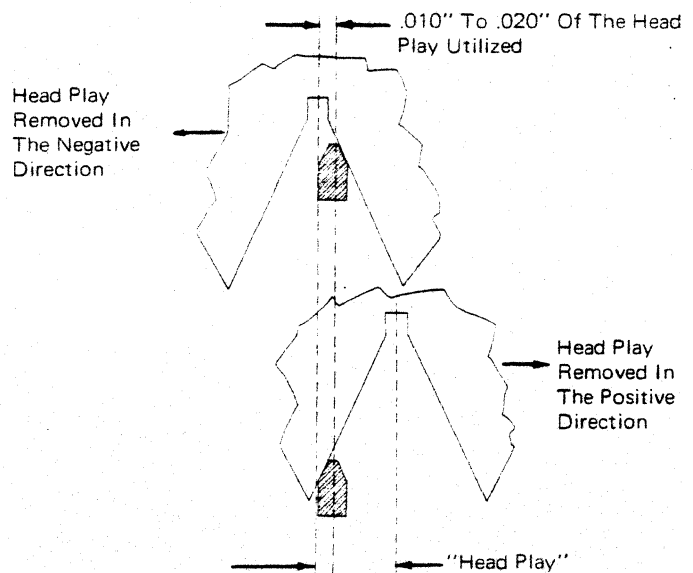 .010" To .020" Of The Head
Play Utilized
Head Play
Removed In
The Negative
Direction
Head Play
Removed In
The Positive
Direction
"Head Play"